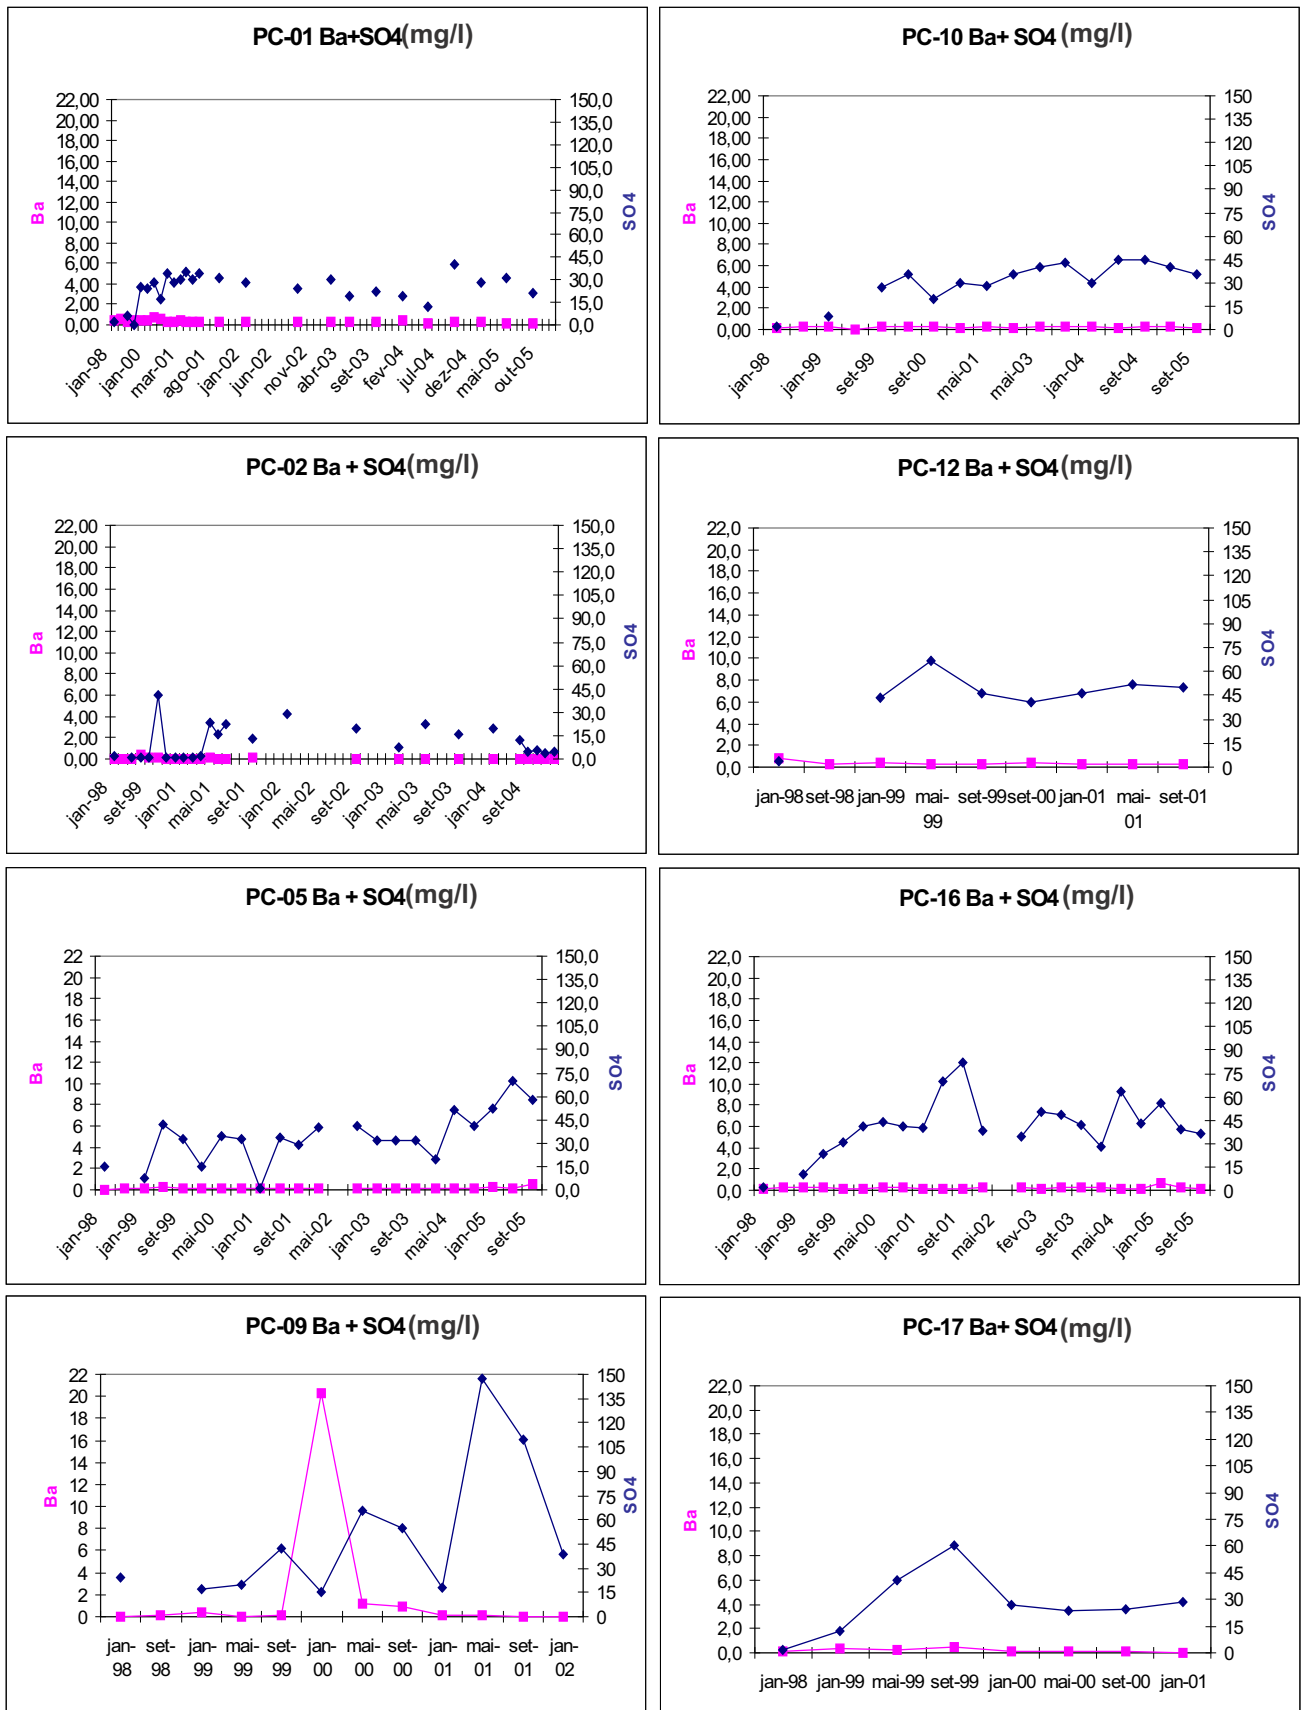 PC-01 Ba+SO4(mg/l)
22,00
20,00
18,00
16,00
14,00
12,00
10,00
8,00
6,00
4,00
2,00
0,00
Ba
150,0
135,0
120,0
105,0
90,0
75,0
60,0
45,0
30,0
15,0
0,0
SO4
jan-98
jan-00
mar-01
ago-01
jan-02
jun-02
nov-02
abr-03
set-03
fev-04
jul-04
dez-04
mai-05
out-05
PC-10 Ba+ SO4 (mg/l)
22,00
20,00
18,00
16,00
14,00
12,00
10,00
8,00
6,00
4,00
2,00
0,00
Ba
150
135
120
105
90
75
60
45
30
15
0
SO4
jan-98
jan-99
set-99
set-00
mai-01
mai-03
jan-04
set-04
set-05
PC-02 Ba + SO4(mg/l)
22,00
20,00
18,00
16,00
14,00
12,00
10,00
8,00
6,00
4,00
2,00
0,00
Ba
150,0
135,0
120,0
105,0
90,0
75,0
60,0
45,0
30,0
15,0
0,0
SO4
jan-98
set-99
jan-01
mai-01
set-01
jan-02
mai-02
set-02
jan-03
mai-03
set-03
jan-04
set-04
PC-12 Ba + SO4 (mg/l)
22,0
20,0
18,0
16,0
14,0
12,0
10,0
8,0
6,0
4,0
2,0
0,0
Ba
150
135
120
105
90
75
60
45
30
15
0
SO4
jan-98 set-98 jan-99 mai- set-99 set-00 jan-01 mai- set-01
99 01
PC-05 Ba + SO4(mg/l)
22
20
18
16
14
12
10
8
6
4
2
0
Ba
150,0
135,0
120,0
105,0
90,0
75,0
60,0
45,0
30,0
15,0
0,0
SO4
jan-98
jan-99
set-99
mai-00
jan-01
set-01
mai-02
jan-03
set-03
mai-04
jan-05
set-05
PC-16 Ba + SO4 (mg/l)
22,0
20,0
18,0
16,0
14,0
12,0
10,0
8,0
6,0
4,0
2,0
0,0
Ba
150
135
120
105
90
75
60
45
30
15
0
SO4
jan-98
jan-99
set-99
mai-00
jan-01
set-01
mai-02
fev-03
set-03
mai-04
jan-05
set-05
PC-09 Ba + SO4 (mg/l)
22
20
18
16
14
12
10
8
6
4
2
0
Ba
150
135
120
105
90
75
60
45
30
15
0
SO4
jan- set- jan- mai- set- jan- mai- set- jan- mai- set- jan-
98 98 99 99 99 00 00 00 01 01 01 02
PC-17 Ba+ SO4 (mg/l)
22,0
20,0
18,0
16,0
14,0
12,0
10,0
8,0
6,0
4,0
2,0
0,0
Ba
150
135
120
105
90
75
60
45
30
15
0
SO4
jan-98 jan-99 mai-99 set-99 jan-00 mai-00 set-00 jan-01